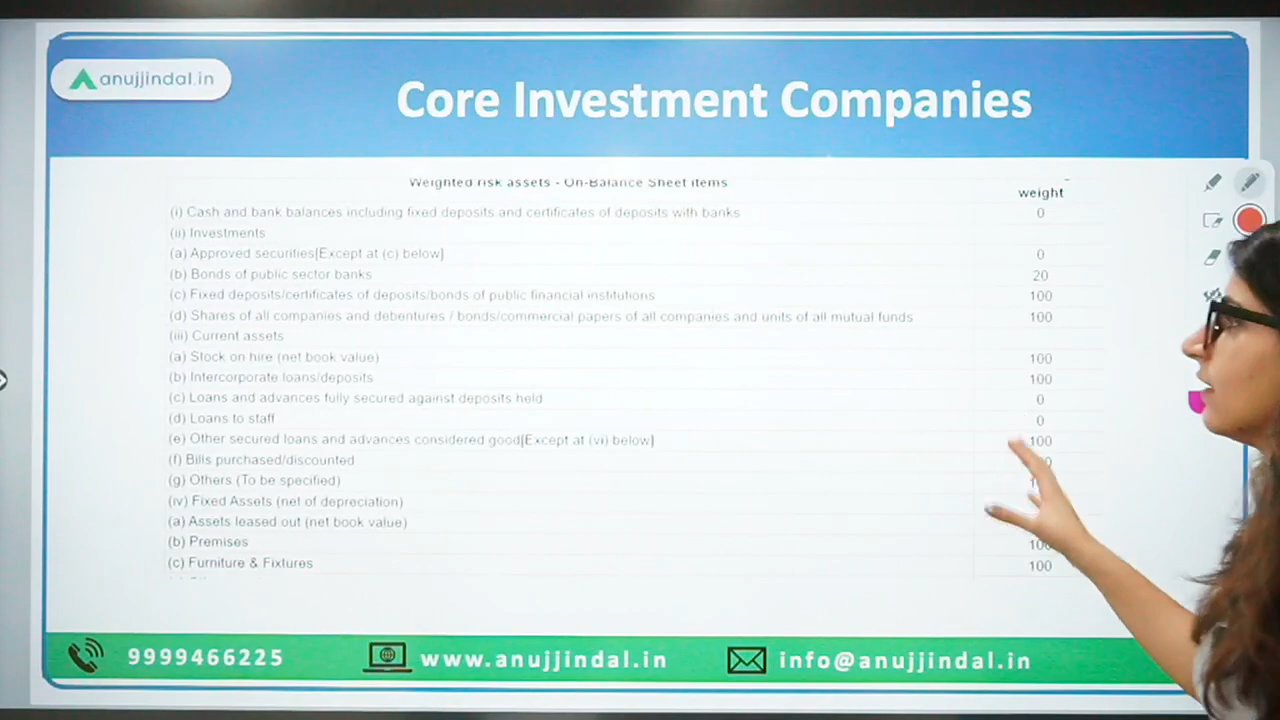 anujjindal.in
Core Investment Companies
Weighted risk assets - On-Balance Sheet items
weight
(i) Cash and bank balances including fixed deposits and certificates of deposits with banks 0
(ii) Investments
(a) Approved securities[Except at (c) below] 0
(b) Bonds of public sector banks 20
(c) Fixed deposits/certificates of deposits/bonds of public financial institutions 100
(d) Shares of all companies and debentures / bonds/commercial papers of all companies and units of all mutual funds 100
(iii) Current assets
(a) Stock on hire (net book value) 100
(b) Intercorporate loans/deposits 100
(c) Loans and advances fully secured against deposits held 0
(d) Loans to staff 0
(e) Other secured loans and advances considered good[Except at (vi) below] 100
(f) Bills purchased/discounted
(g) Others (To be specified)
(iv) Fixed Assets (net of depreciation)
(a) Assets leased out (net book value)
(b) Premises 100
(c) Furniture & Fixtures 100
9999466225 www.anujjindal.in info@anujjindal.in